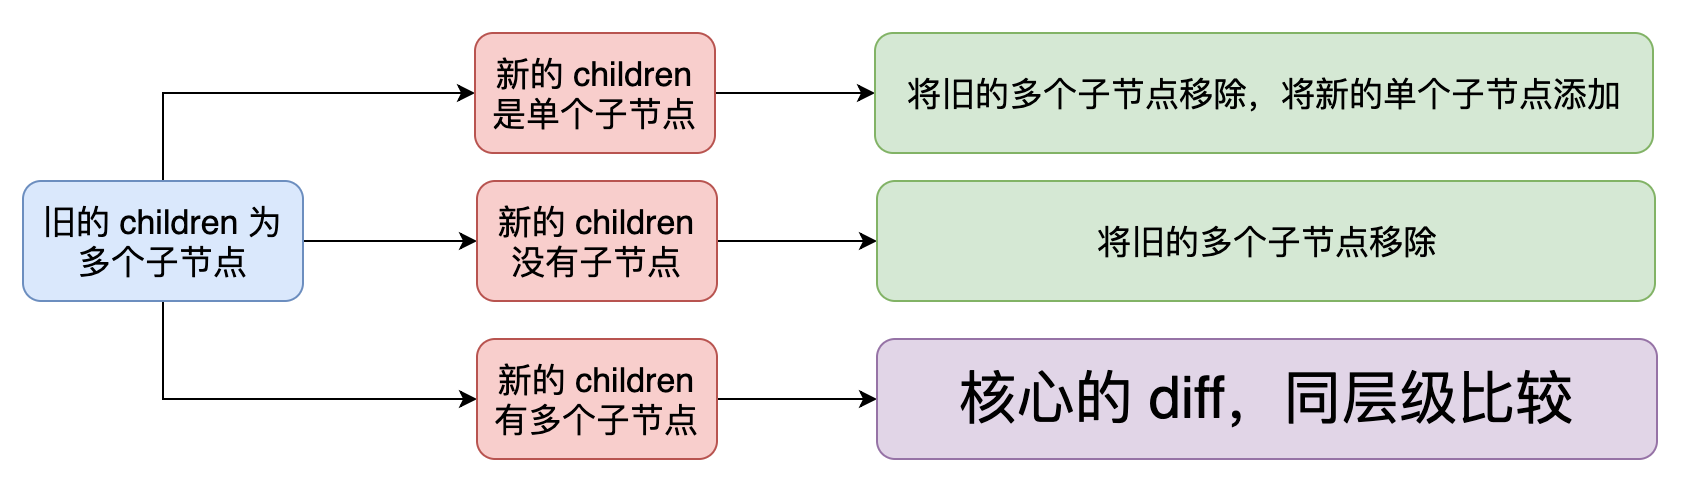 新的 children
是单个子节点
将旧的多个子节点移除，将新的单个子节点添加
旧的 children 为
多个子节点
新的 children
没有子节点
将旧的多个子节点移除
新的 children
有多个子节点
核心的 diff，同层级比较